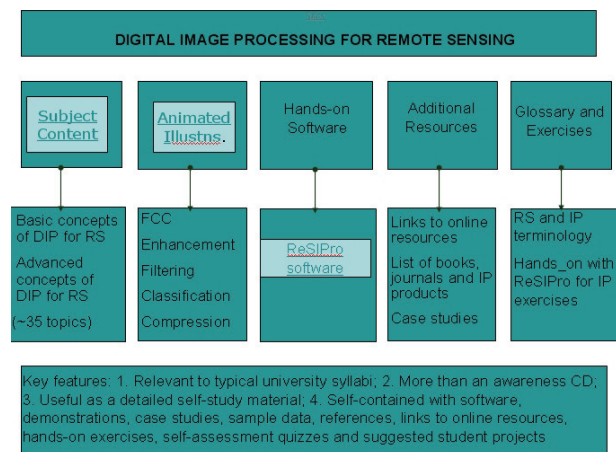 DIGITAL IMAGE PROCESSING FOR REMOTE SENSING
Subject
Content
Animated
Illustns.
Hands-on
Software
Additional
Resources
Glossary and
Exercises
Basic concepts
of DIP for RS
Advanced
concepts of
DIP for RS
(~35 topics)
FCC
Enhancement
Filtering
Classification
Compression
ReSIPro
software
Links to online
resources
List of books,
journals and IP
products
Case studies
RS and IP
terminology
Hands_on with
ReSIPro for IP
exercises
Key features: 1. Relevant to typical university syllabi; 2. More than an awareness CD;
3. Useful as a detailed self-study material; 4. Self-contained with software,
demonstrations, case studies, sample data, references, links to online resources,
hands-on exercises, self-assessment quizzes and suggested student projects